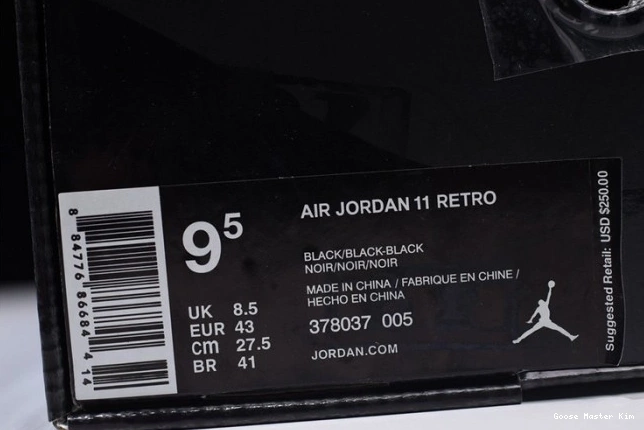 9⁵
AIR JORDAN 11 RETRO
BLACK/BLACK-BLACK
NOIR/NOIR/NOIR
MADE IN CHINA / FABRIQUE EN CHINE /
HECHO EN CHINA
378037 005
JORDAN.COM
UK 8.5
EUR 43
cm 27.5
BR 41
8 84776 86684 4 14
Suggested Retail: USD $250.00
Goose Master Kim